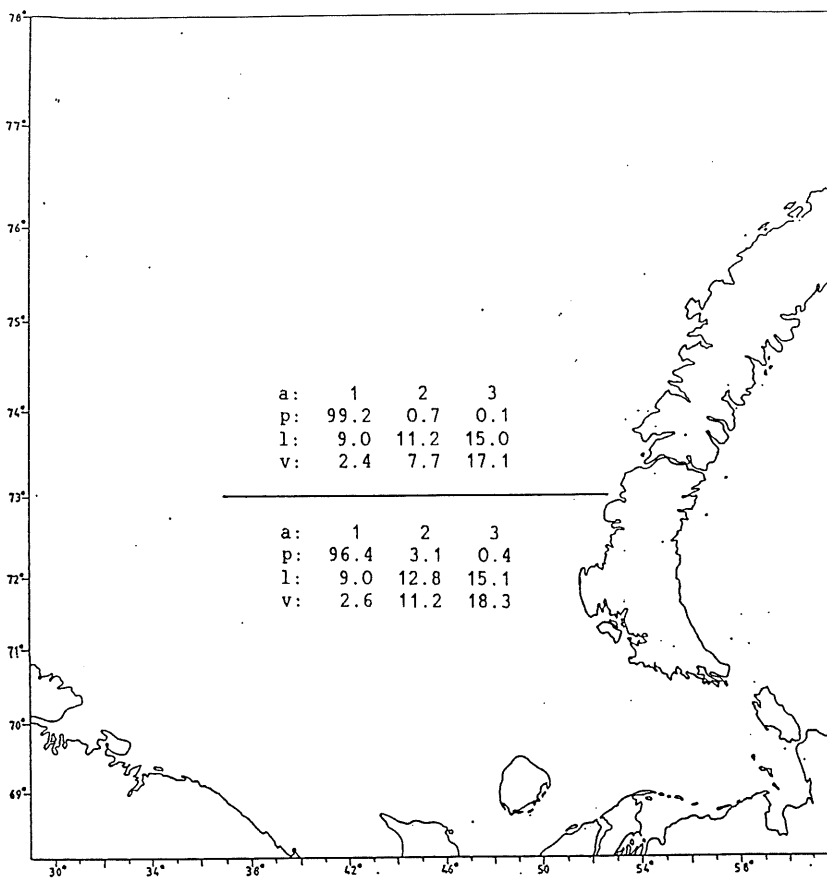 78°
77°
76°
75°
74°
73°
72°
71°
70°
69°
a: 1 2 3
p: 99.2 0.7 0.1
l: 9.0 11.2 15.0
v: 2.4 7.7 17.1
a: 1 2 3
p: 96.4 3.1 0.4
l: 9.0 12.8 15.1
v: 2.6 11.2 18.3
30° 34° 36° 42° 46° 50° 54° 58°